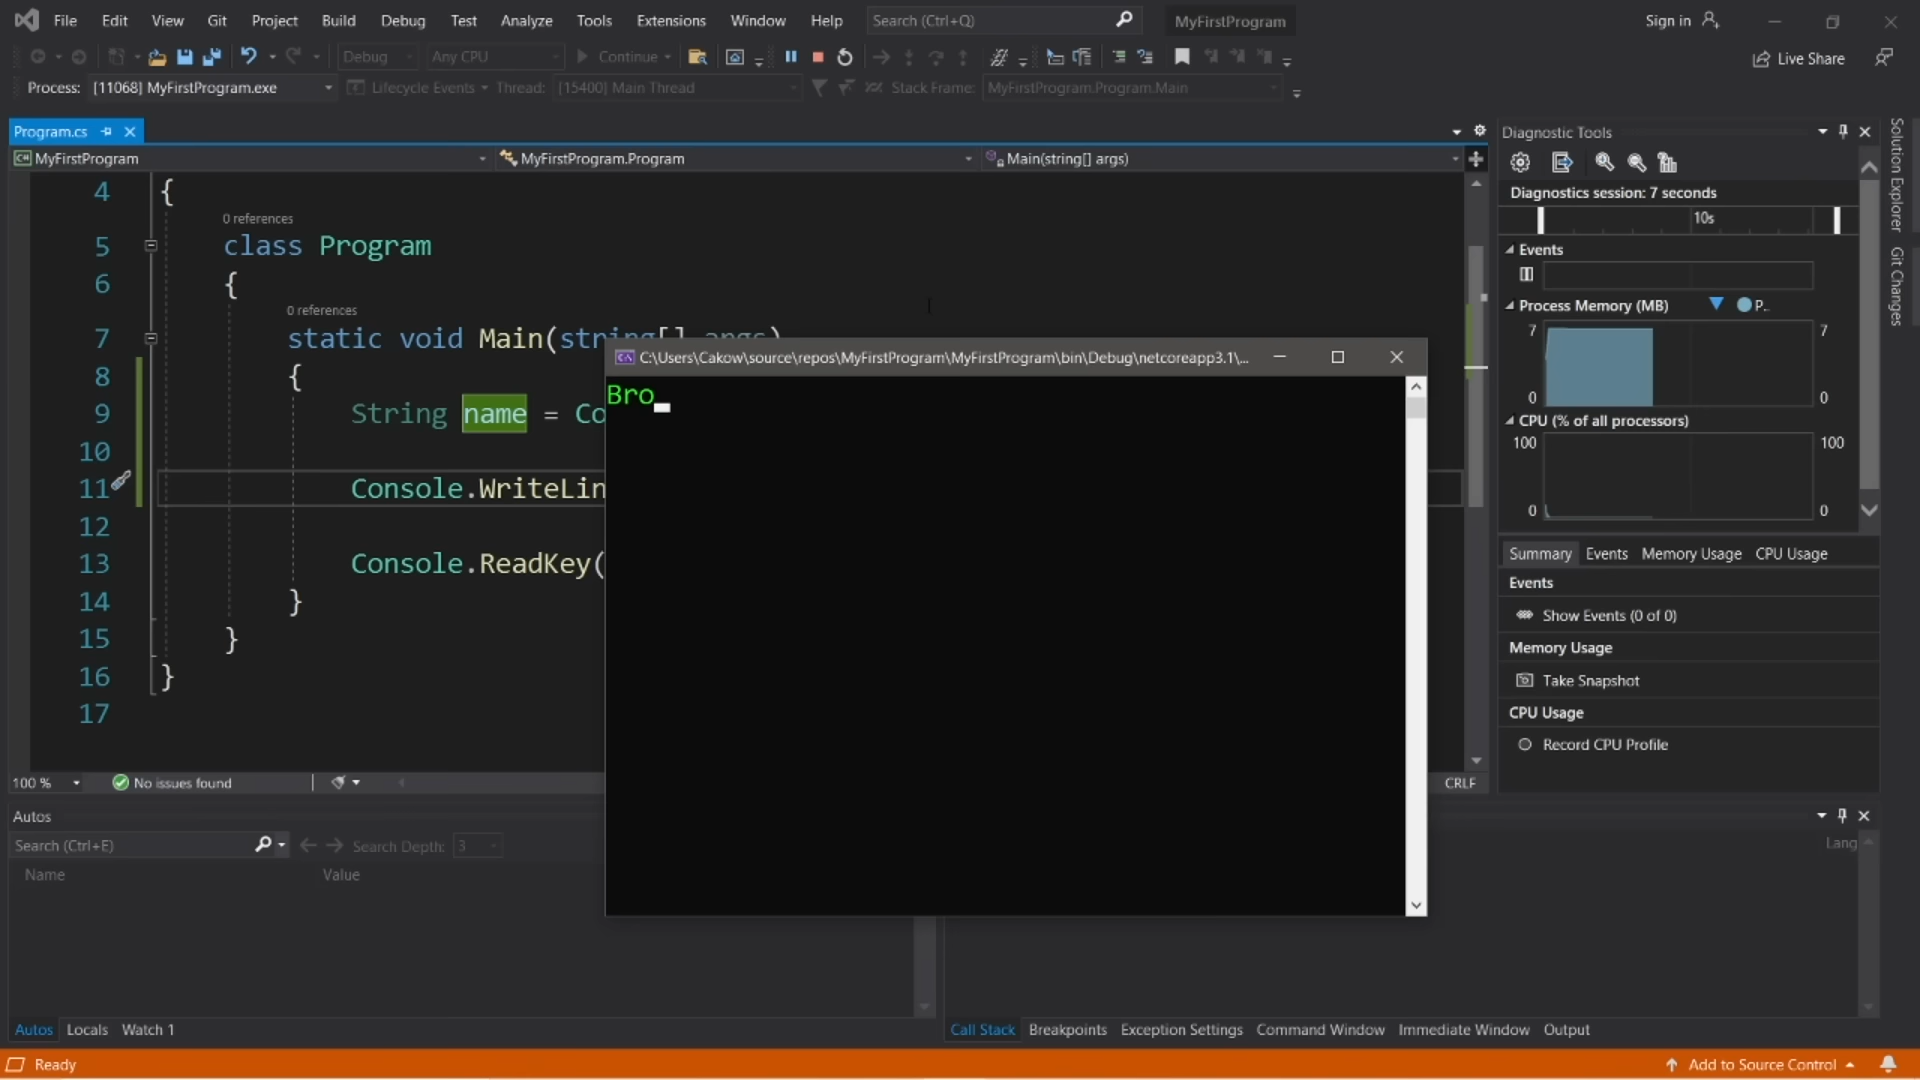 File Edit View Git Project Build Debug Test Analyze Tools Extensions Window Help Search (Ctrl+Q) MyFirstProgram Sign in
Debug Any CPU Continue Live Share
Process: [11068] MyFirstProgram.exe Lifecycle Events Thread: [15400] Main Thread Stack Frame: MyFirstProgram.Program.Main
Program.cs
MyFirstProgram MyFirstProgram.Program Main(string[] args)
4 {
0 references
5 class Program
6 {
0 references
7 static void Main(string[] args)
8 {
9 String name = Co
10
11 Console.WriteLin
12
13 Console.ReadKey(
14 }
15 }
16 }
17
C:\Users\Cakow\source\repos\MyFirstProgram\MyFirstProgram\bin\Debug\netcoreapp3.1\...
Bro
100 % No issues found CRLF
Diagnostic Tools
Diagnostics session: 7 seconds
10s
Events
Process Memory (MB) P...
7 7
0 0
CPU (% of all processors)
100 100
0 0
Summary Events Memory Usage CPU Usage
Events
Show Events (0 of 0)
Memory Usage
Take Snapshot
CPU Usage
Record CPU Profile
Solution Explorer
Git Changes
Autos
Search (Ctrl+E) Search Depth: 3
Name Value
Lang
Autos Locals Watch 1
Call Stack Breakpoints Exception Settings Command Window Immediate Window Output
Ready Add to Source Control